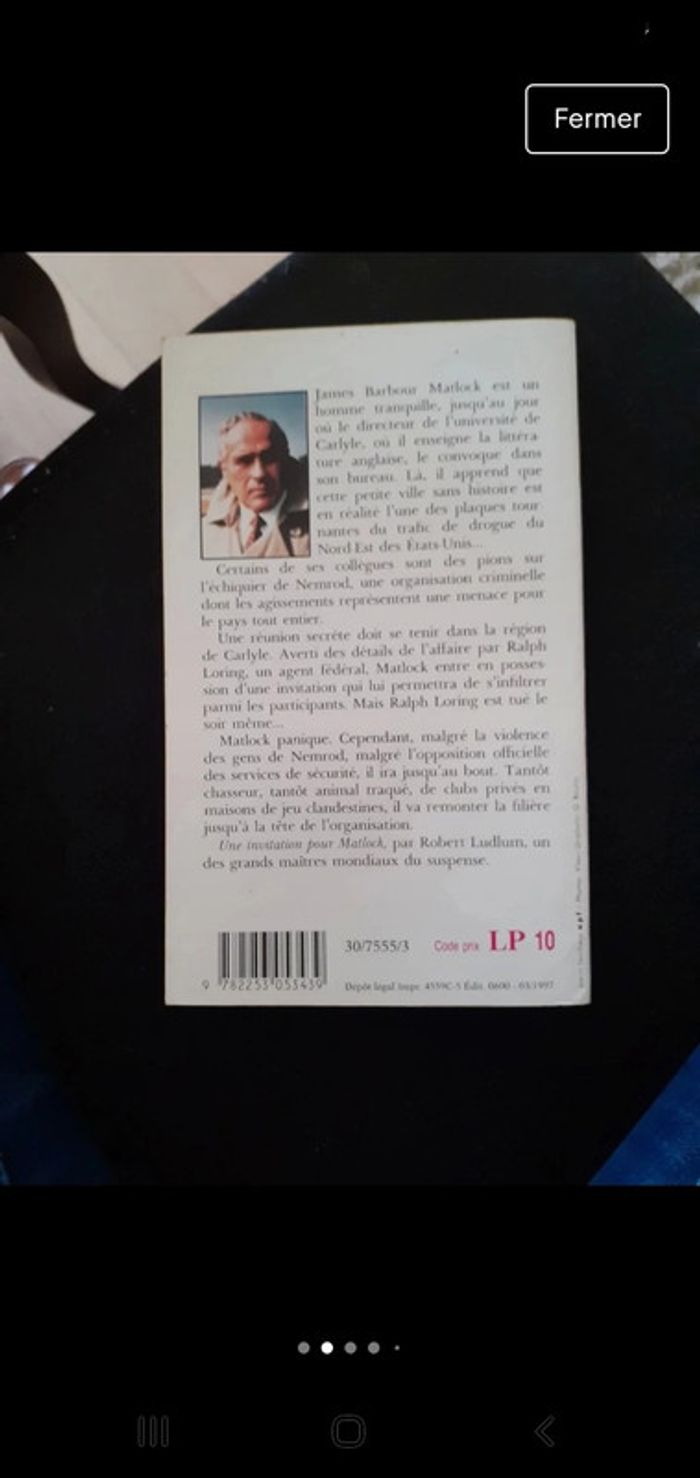 Fermer
James Barbour Matlock est un
homme tranquille, jusqu'au jour
où le directeur de l'université de
Carlyle, où il enseigne la littéra-
ture anglaise, le convoque dans
son bureau. Là, il apprend que
cette petite ville sans histoire est
en réalité l'une des plaques tour-
nantes du trafic de drogue du
Nord-Est des États-Unis...
Certains de ses collègues sont des pions sur
l'échiquier de Nemrod, une organisation criminelle
dont les agissements représentent une menace pour
le pays tout entier.
Une réunion secrète doit se tenir dans la région
de Carlyle. Averti des détails de l'affaire par Ralph
Loring, un agent fédéral, Matlock entre en posses-
sion d'une invitation qui lui permettra de s'infiltrer
parmi les participants. Mais Ralph Loring est tué le
soir même...
Matlock panique. Cependant, malgré la violence
des gens de Nemrod, malgré l'opposition officielle
des services de sécurité, il ira jusqu'au bout. Tantôt
chasseur, tantôt animal traqué, de clubs privés en
maisons de jeu clandestines, il va remonter la filière
jusqu'à la tête de l'organisation.
Une invitation pour Matlock, par Robert Ludlum, un
des grands maîtres mondiaux du suspense.
30/7555/3 Code prix LP 10
9 782253 053439
Dépôt légal Impr. 4559C-5 Édit. 0600 - 03/1997